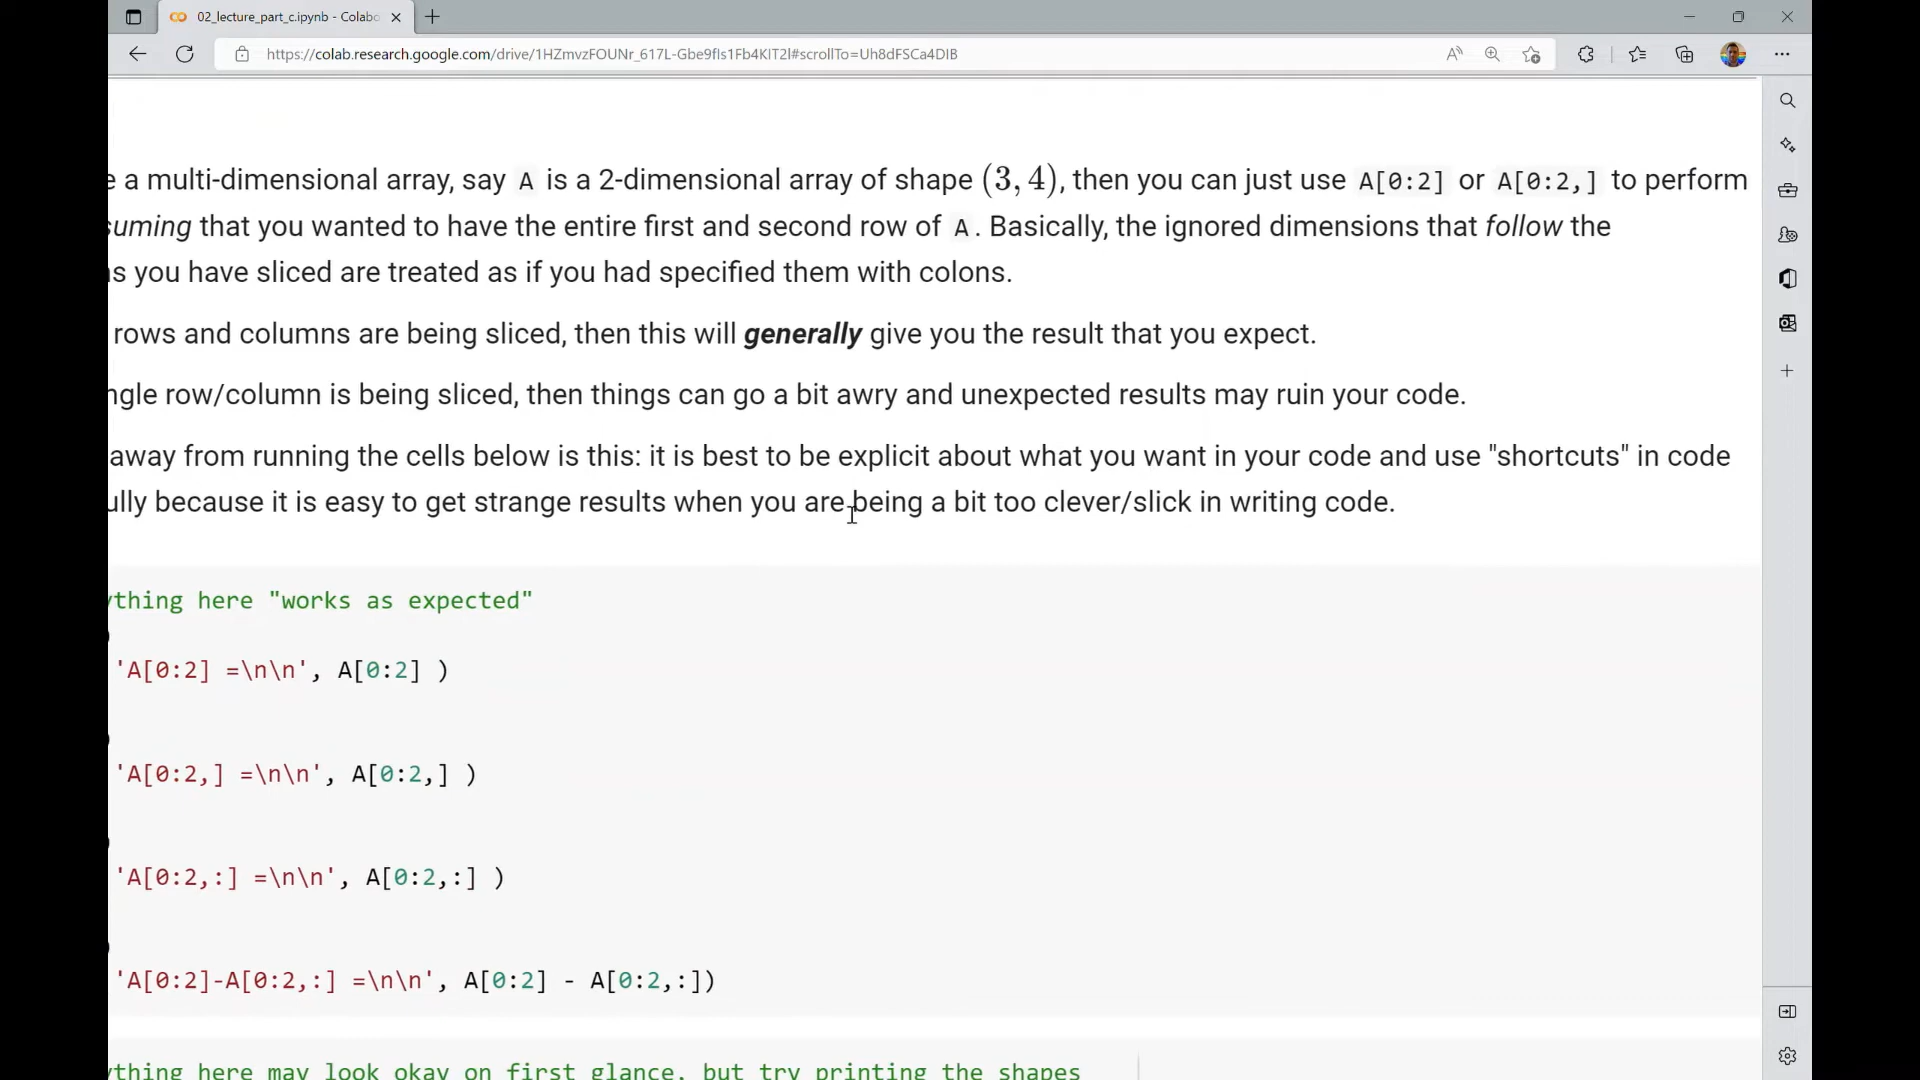 02_lecture_part_c.ipynb - Colabo
https://colab.research.google.com/drive/1HZmvzFOUNr_617L-Gbe9fIs1Fb4KIT2I#scrollTo=Uh8dFSCa4DIB
e a multi-dimensional array, say A is a 2-dimensional array of shape (3, 4), then you can just use A[0:2] or A[0:2,] to perform
suming that you wanted to have the entire first and second row of A. Basically, the ignored dimensions that follow the
s you have sliced are treated as if you had specified them with colons.
rows and columns are being sliced, then this will generally give you the result that you expect.
ngle row/column is being sliced, then things can go a bit awry and unexpected results may ruin your code.
away from running the cells below is this: it is best to be explicit about what you want in your code and use "shortcuts" in code
ully because it is easy to get strange results when you are being a bit too clever/slick in writing code.
ything here "works as expected"
)
'A[0:2] =\n\n', A[0:2] )
)
'A[0:2,] =\n\n', A[0:2,] )
)
'A[0:2,:] =\n\n', A[0:2,:] )
)
'A[0:2]-A[0:2,:] =\n\n', A[0:2] - A[0:2,:])
ything here may look okay on first glance, but try printing the shapes